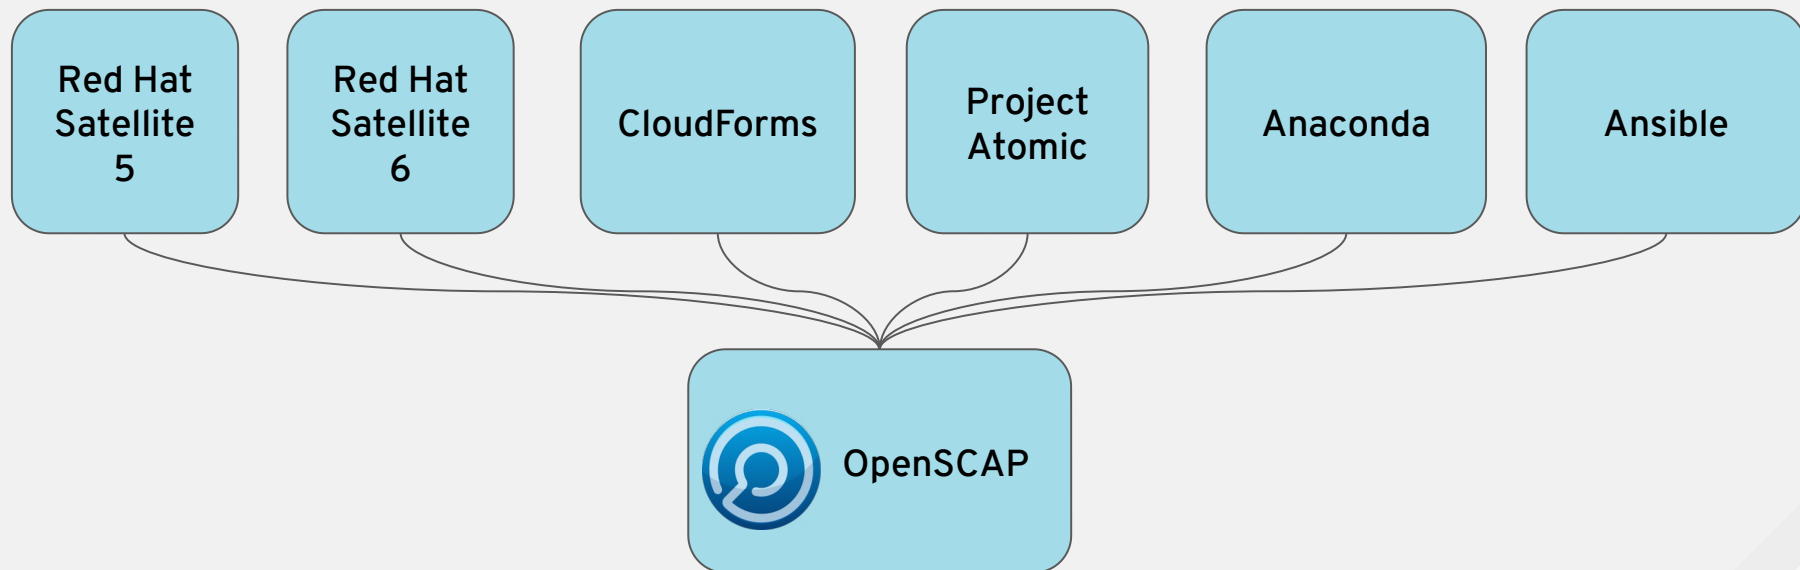 Red Hat
Satellite
5
Red Hat
Satellite
6
CloudForms
Project
Atomic
Anaconda
Ansible
OpenSCAP